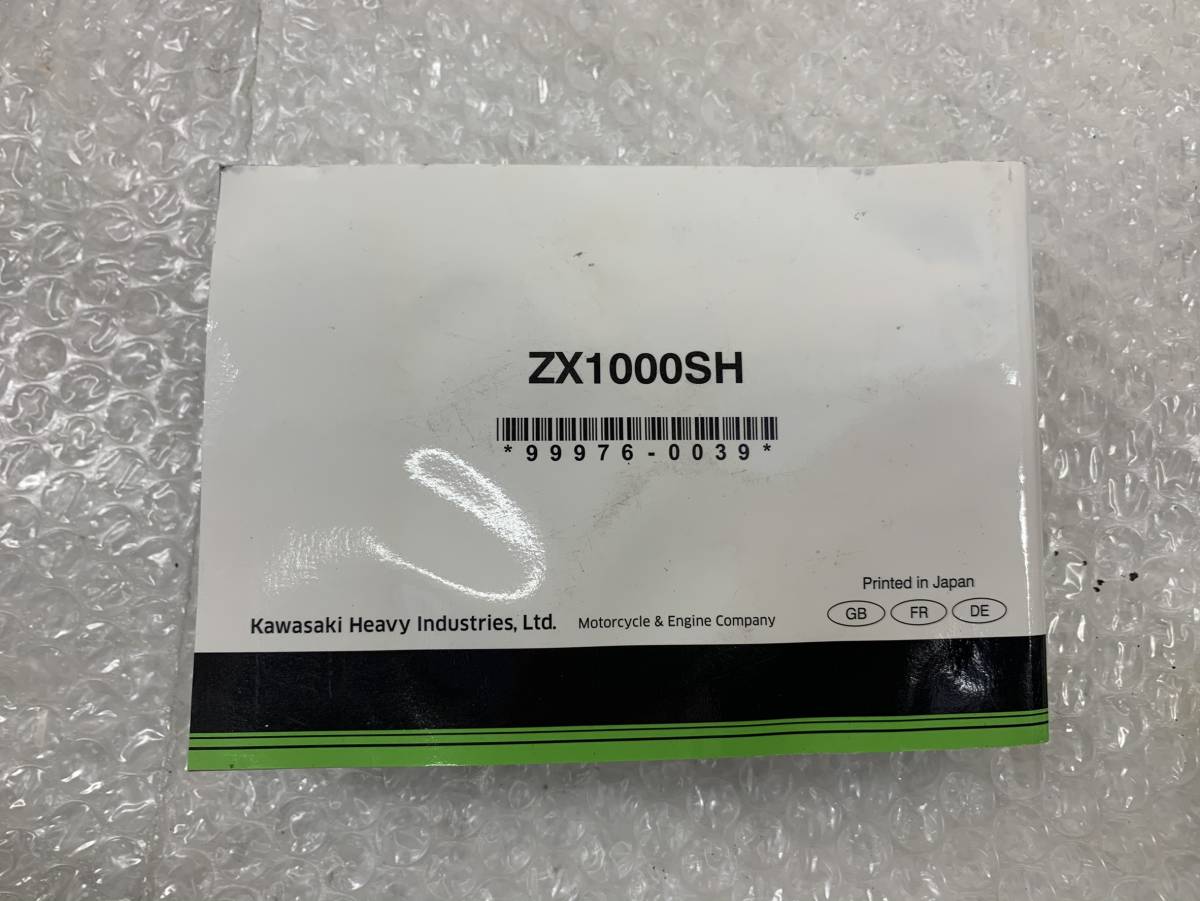 ZX1000SH
*99976-0039*
Printed in Japan
GB FR DE
Kawasaki Heavy Industries, Ltd. Motorcycle & Engine Company